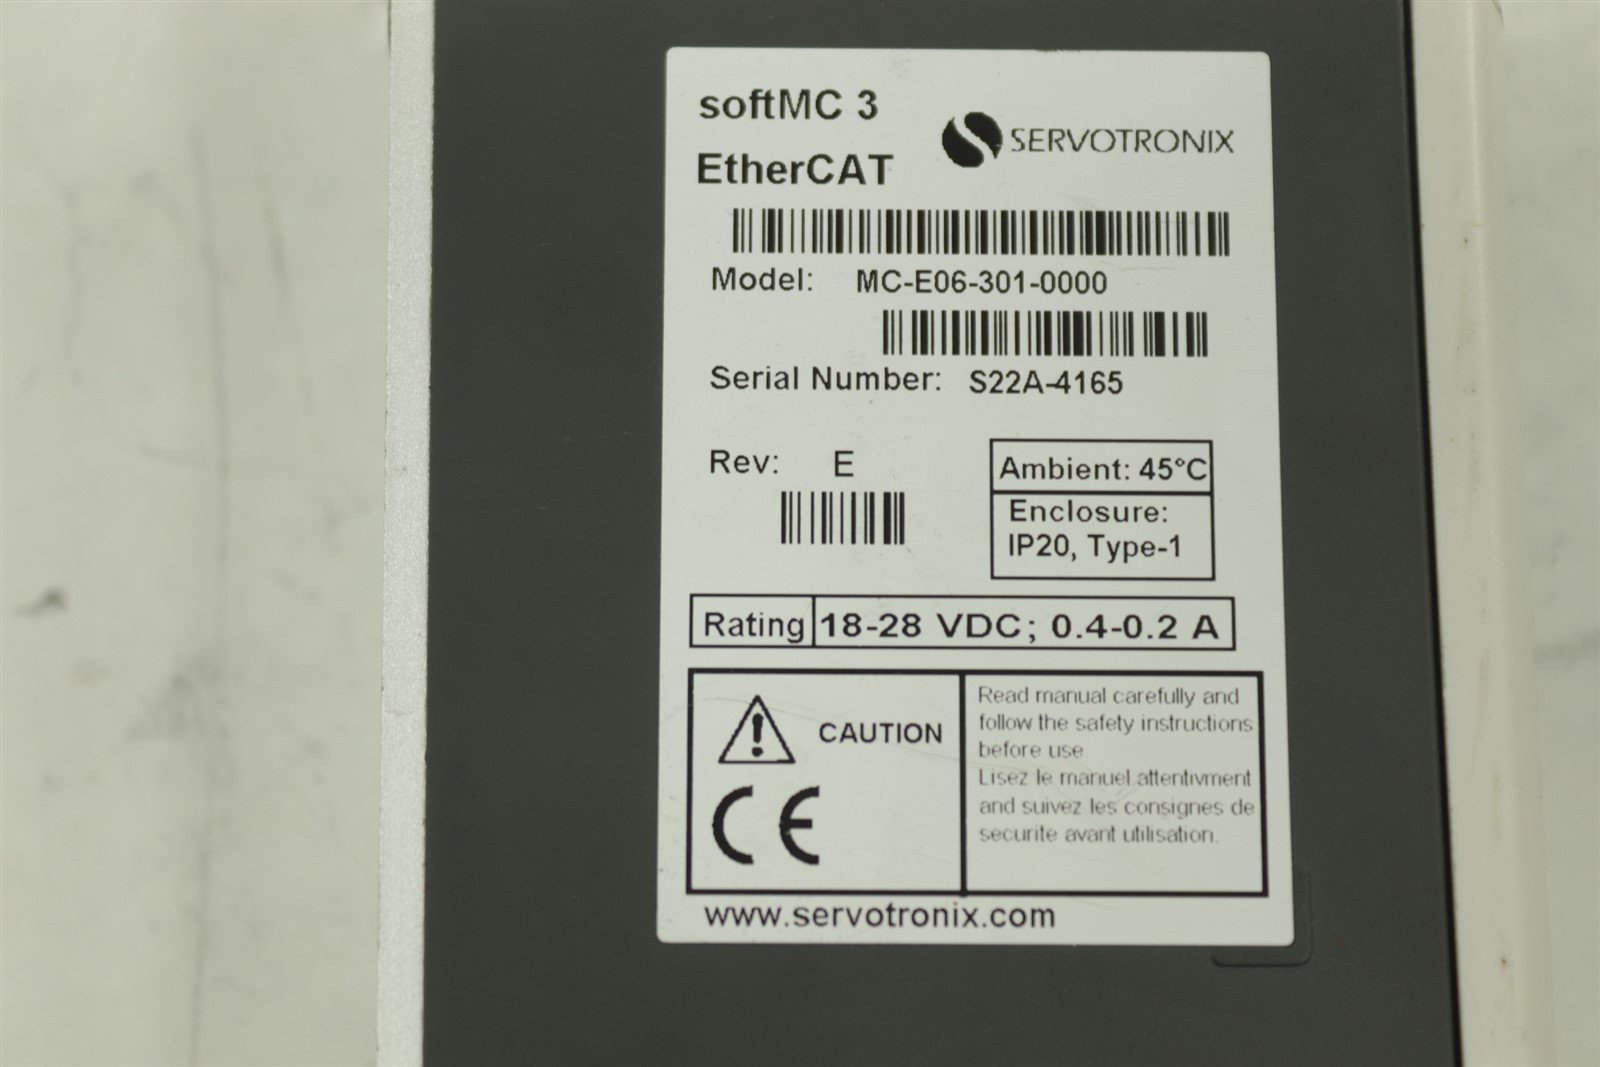 softMC 3
SERVOTRONIX
EtherCAT
Model: MC-E06-301-0000
Serial Number: S22A-4165
Rev: E
Ambient: 45°C
Enclosure:
IP20, Type-1
Rating 18-28 VDC; 0.4-0.2 A
CAUTION
CE
Read manual carefully and
follow the safety instructions
before use
Lisez le manuel attentivment
and suivez les consignes de
securite avant utilisation.
www.servotronix.com